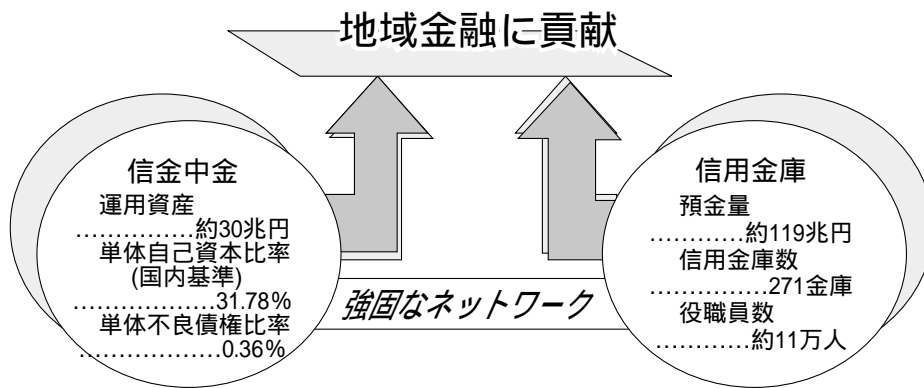 地域金融に貢献
信金中金
運用資産
...............約30兆円
単体自己資本比率
(国内基準)
..................31.78%
単体不良債権比率
...................0.36%
信用金庫
預金量
............約119兆円
信用金庫数
...............271金庫
役職員数
............約11万人
強固なネットワーク